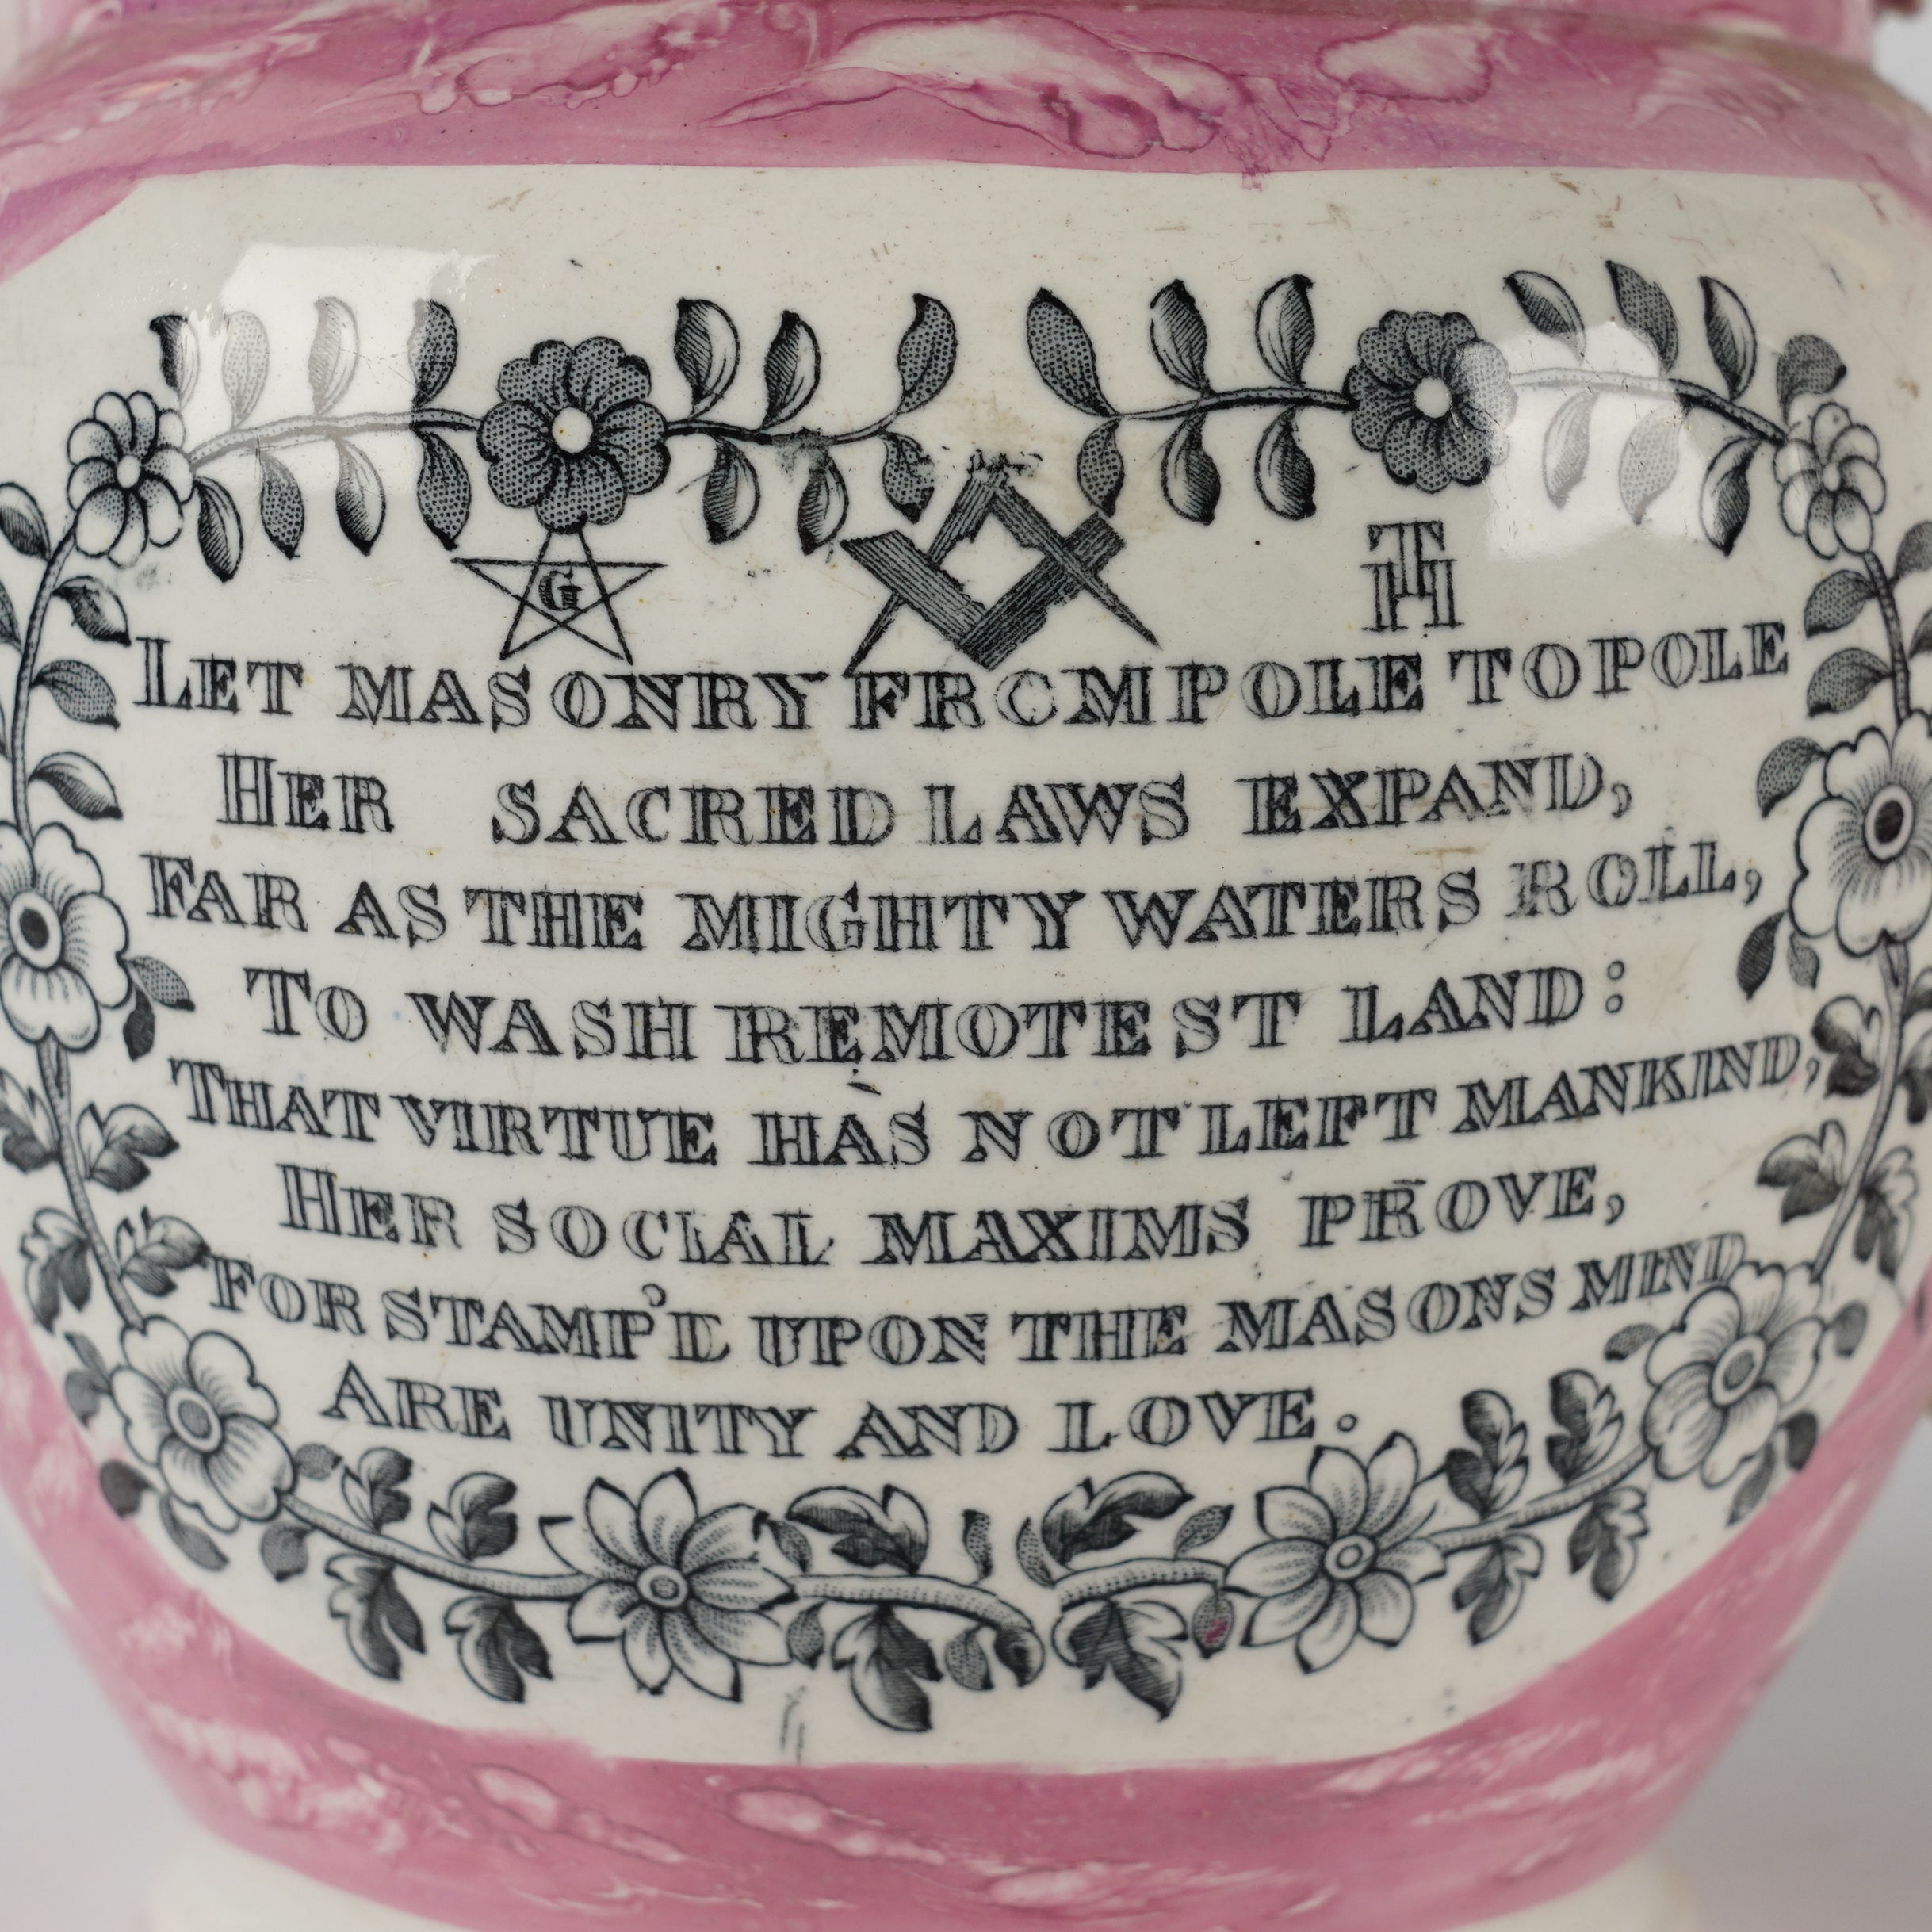 G TH
LET MASONRY FROM POLE TO POLE
HER SACRED LAWS EXPAND,
FAR AS THE MIGHTY WATERS ROLL,
TO WASH REMOTEST LAND:
THAT VIRTUE HAS NOT LEFT MANKIND,
HER SOCIAL MAXIMS PROVE,
FOR STAMP'D UPON THE MASONS MIND
ARE UNITY AND LOVE.